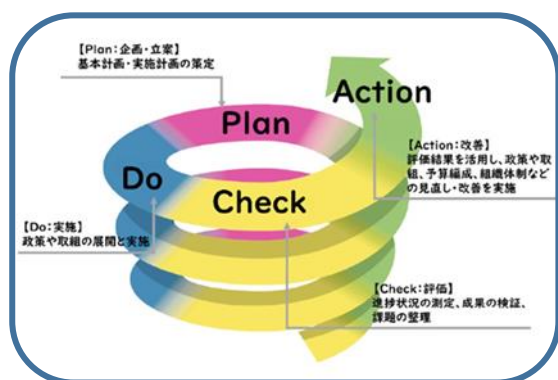 【Plan:企画・立案】
基本計画・実施計画の策定
Action
Plan
【Action:改善】
評価結果を活用し、政策や取
組、予算編成、組織体制など
の見直し・改善を実施
Do
Check
【Do:実施】
政策や取組の展開と実施
【Check:評価】
進捗状況の測定、成果の検証、
課題の整理